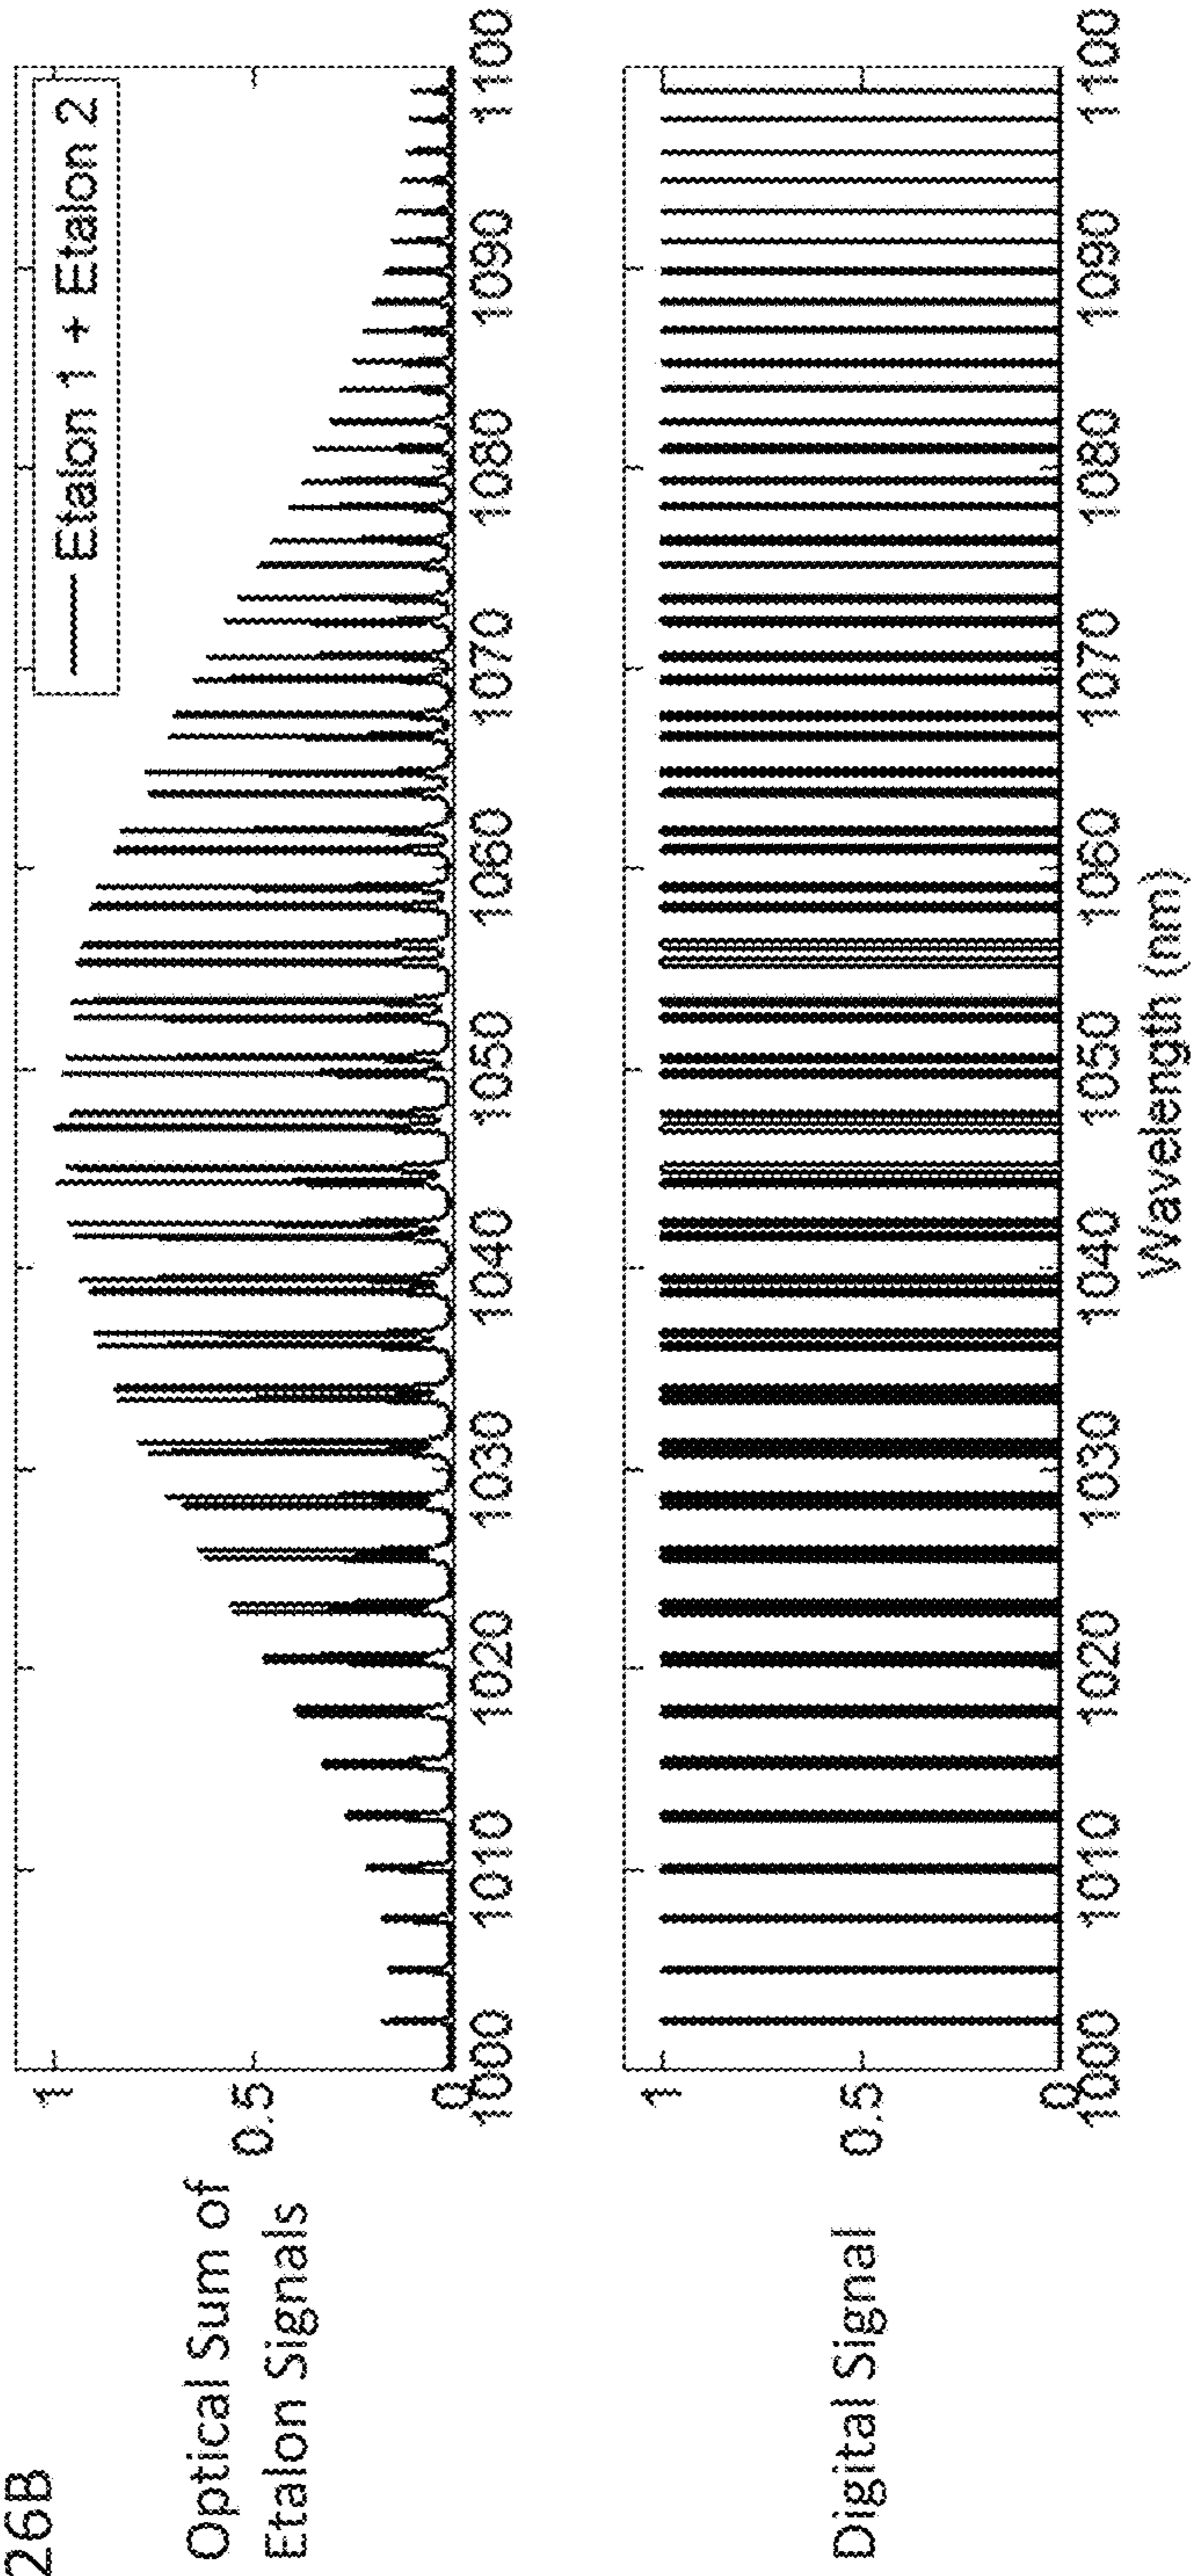 26B
Optical Sum of
Etalon Signals
1
0.5
0
Etalon 1 + Etalon 2
1000 1010 1020 1030 1040 1050 1060 1070 1080 1090 1100
Digital Signal
1
0.5
0
1000 1010 1020 1030 1040 1050 1060 1070 1080 1090 1100
Wavelength (nm)